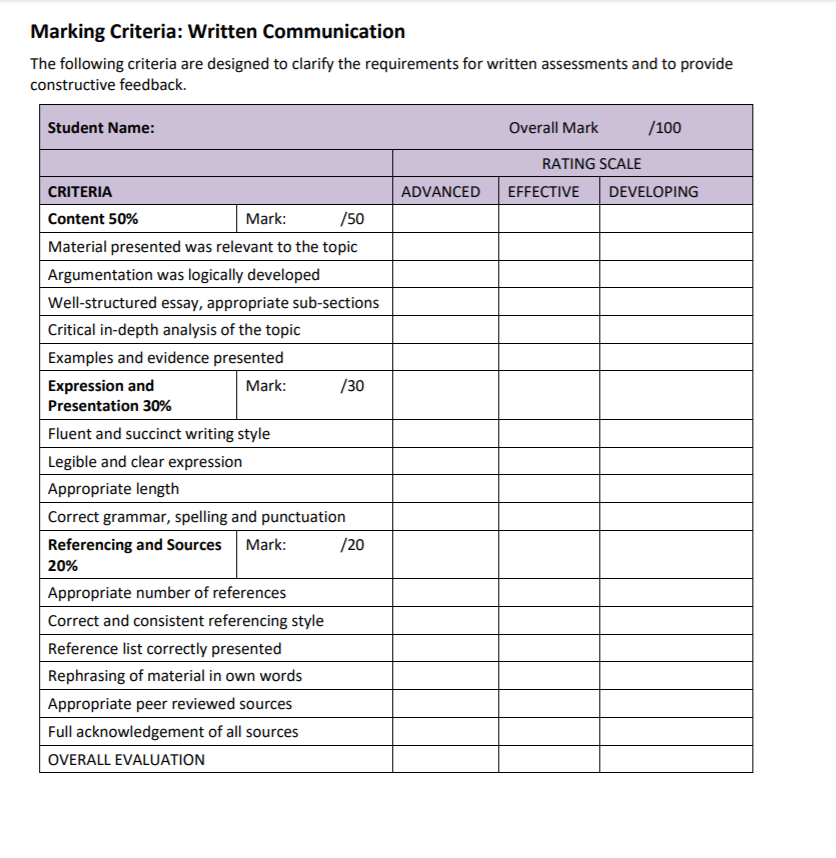 Marking Criteria: Written Communication
The following criteria are designed to clarify the requirements for written assessments and to provide
constructive feedback.
Student Name: Overall Mark /100
RATING SCALE
CRITERIA ADVANCED EFFECTIVE DEVELOPING
Content 50% Mark: /50
Material presented was relevant to the topic
Argumentation was logically developed
Well-structured essay, appropriate sub-sections
Critical in-depth analysis of the topic
Examples and evidence presented
Expression and Mark: /30
Presentation 30%
Fluent and succinct writing style
Legible and clear expression
Appropriate length
Correct grammar, spelling and punctuation
Referencing and Sources Mark: /20
20%
Appropriate number of references
Correct and consistent referencing style
Reference list correctly presented
Rephrasing of material in own words
Appropriate peer reviewed sources
Full acknowledgement of all sources
OVERALL EVALUATION